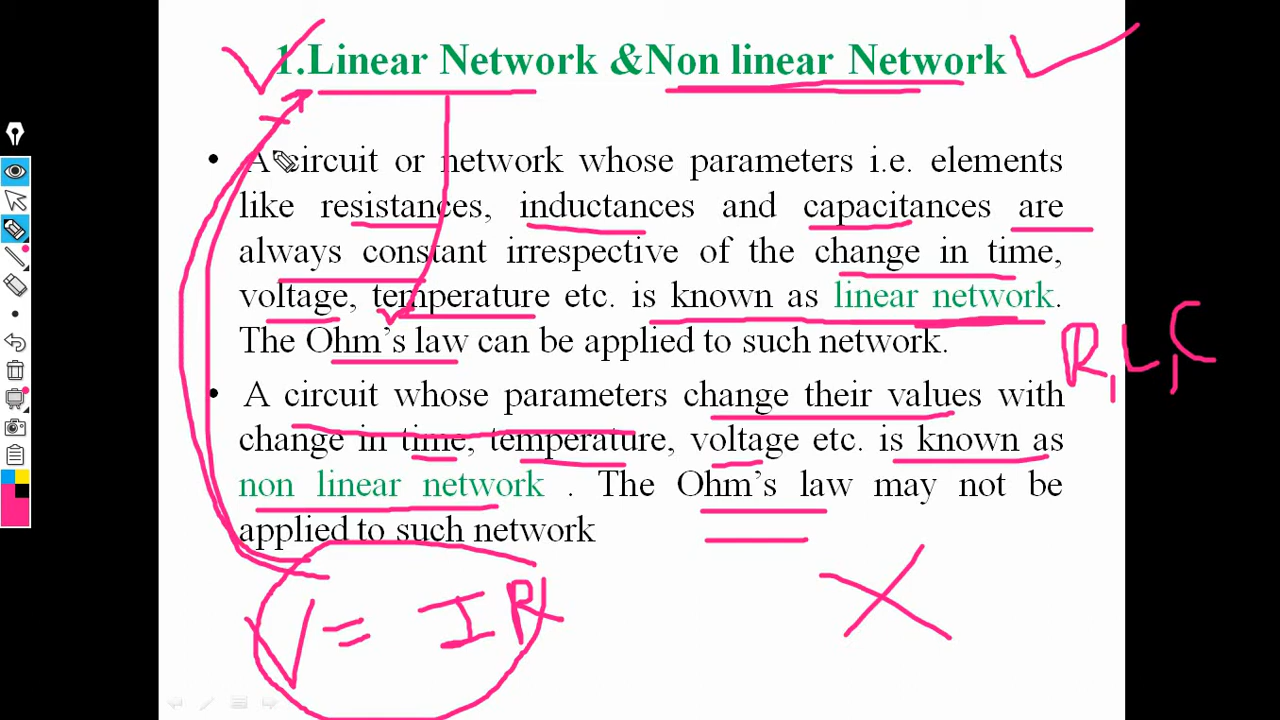 1.Linear Network &Non linear Network
• A circuit or network whose parameters i.e. elements
like resistances, inductances and capacitances are
always constant irrespective of the change in time,
voltage, temperature etc. is known as linear network.
The Ohm's law can be applied to such network.
R, L, C
• A circuit whose parameters change their values with
change in time, temperature, voltage etc. is known as
non linear network . The Ohm's law may not be
applied to such network
V = IR